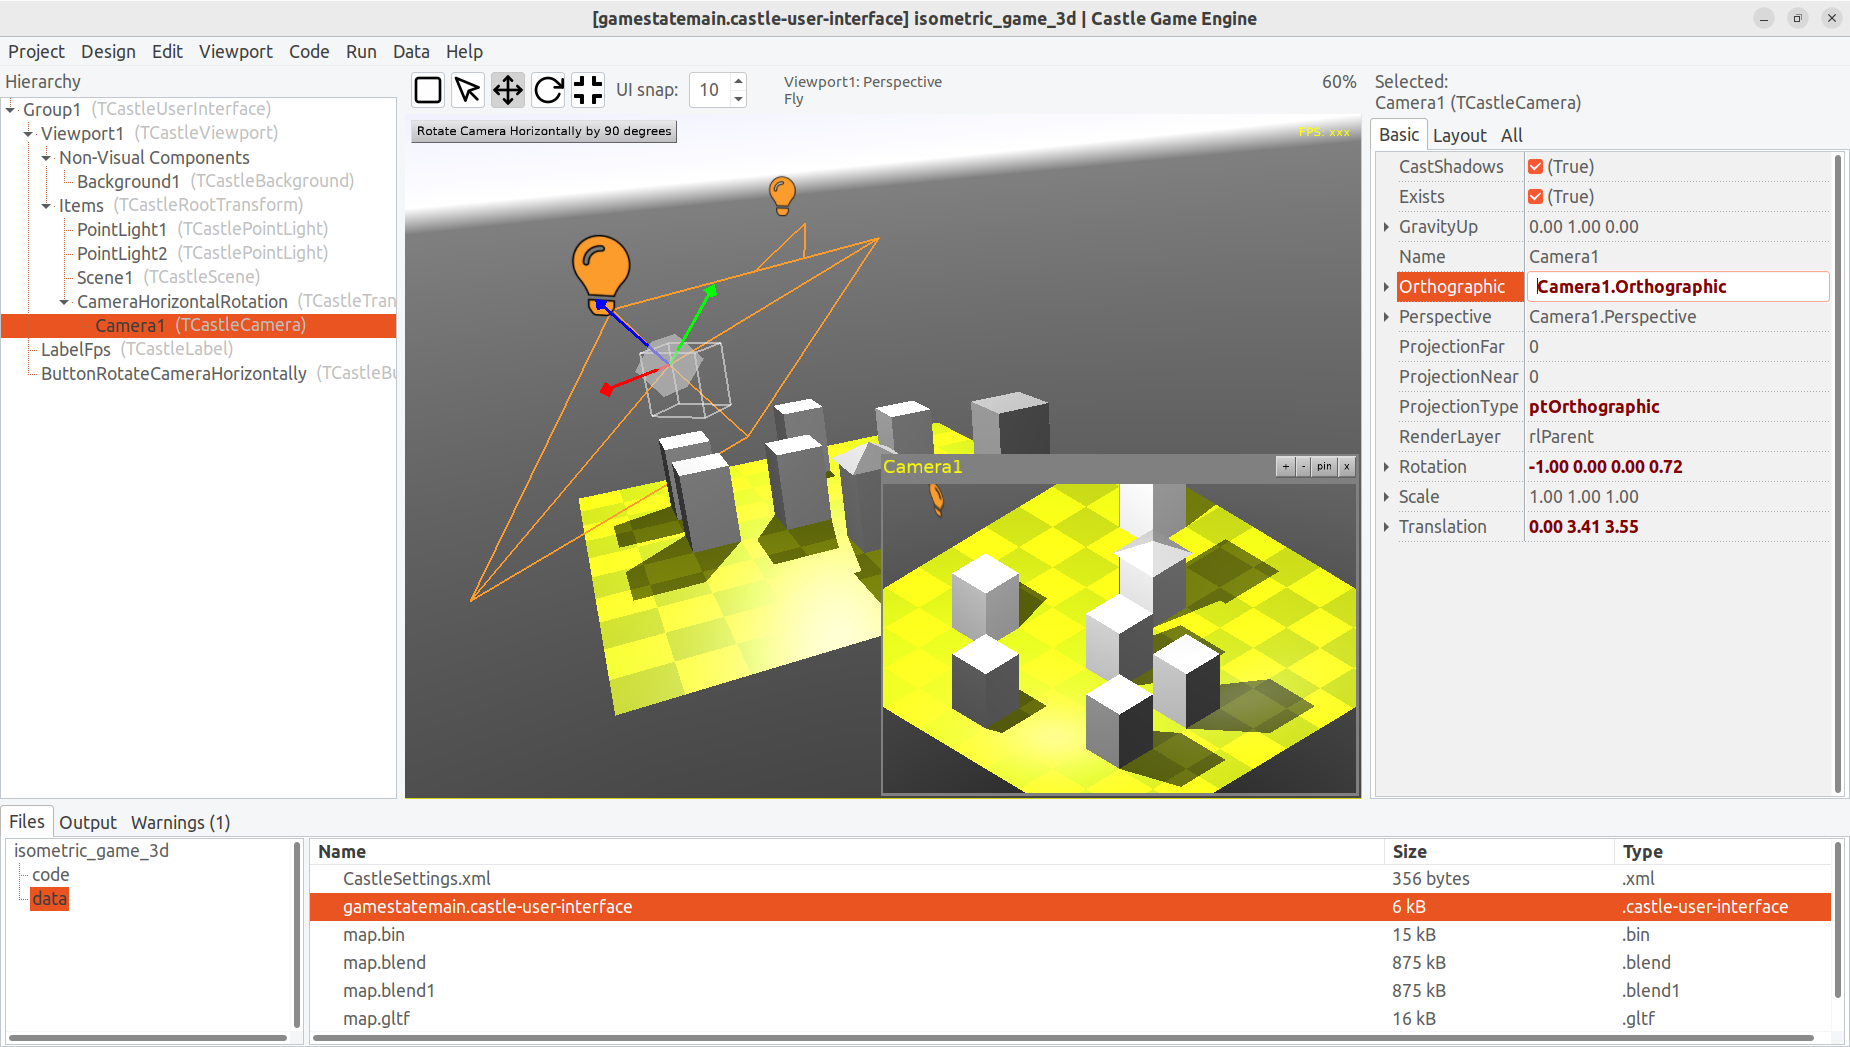 [gamestatemain.castle-user-interface] isometric_game_3d | Castle Game Engine
Project Design Edit Viewport Code Run Data Help
Hierarchy
Group1 (TCastleUserInterface)
Viewport1 (TCastleViewport)
Non-Visual Components
Background1 (TCastleBackground)
Items (TCastleRootTransform)
PointLight1 (TCastlePointLight)
PointLight2 (TCastlePointLight)
Scene1 (TCastleScene)
CameraHorizontalRotation (TCastleTran
Camera1 (TCastleCamera)
LabelFps (TCastleLabel)
ButtonRotateCameraHorizontally (TCastleBu
UI snap: 10
Viewport1: Perspective
Fly
60%
Rotate Camera Horizontally by 90 degrees
FPS: xxx
Camera1
+ - pin x
Selected:
Camera1 (TCastleCamera)
Basic Layout All
CastShadows (True)
Exists (True)
GravityUp 0.00 1.00 0.00
Name Camera1
Orthographic Camera1.Orthographic
Perspective Camera1.Perspective
ProjectionFar 0
ProjectionNear 0
ProjectionType ptOrthographic
RenderLayer rlParent
Rotation -1.00 0.00 0.00 0.72
Scale 1.00 1.00 1.00
Translation 0.00 3.41 3.55
Files Output Warnings (1)
isometric_game_3d
code
data
Name Size Type
CastleSettings.xml 356 bytes .xml
gamestatemain.castle-user-interface 6 kB .castle-user-interface
map.bin 15 kB .bin
map.blend 875 kB .blend
map.blend1 875 kB .blend1
map.gltf 16 kB .gltf